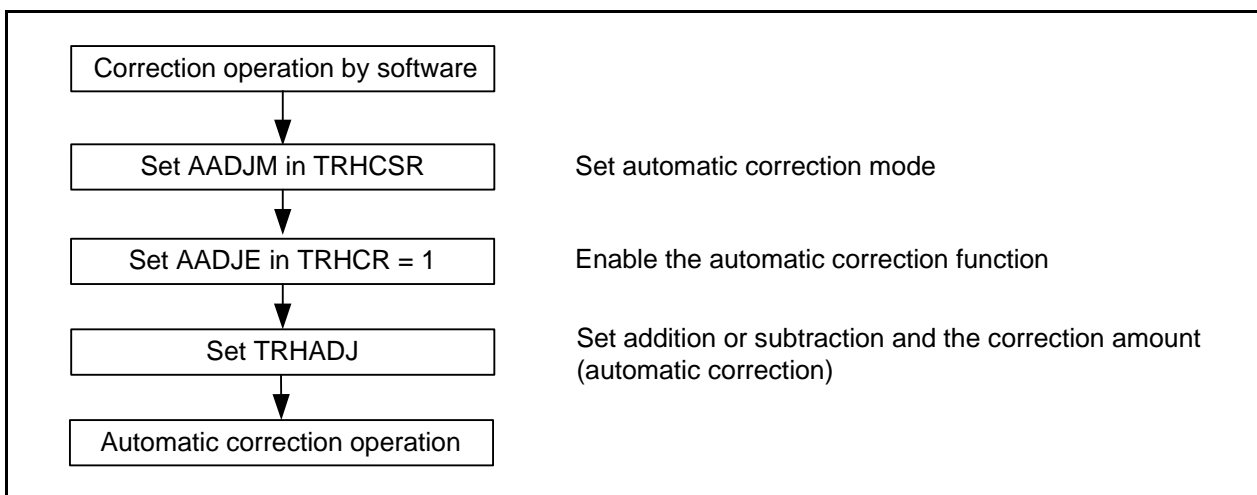 Correction operation by software
Set AADJM in TRHCSR
Set automatic correction mode
Set AADJE in TRHCR = 1
Enable the automatic correction function
Set TRHADJ
Set addition or subtraction and the correction amount
(automatic correction)
Automatic correction operation